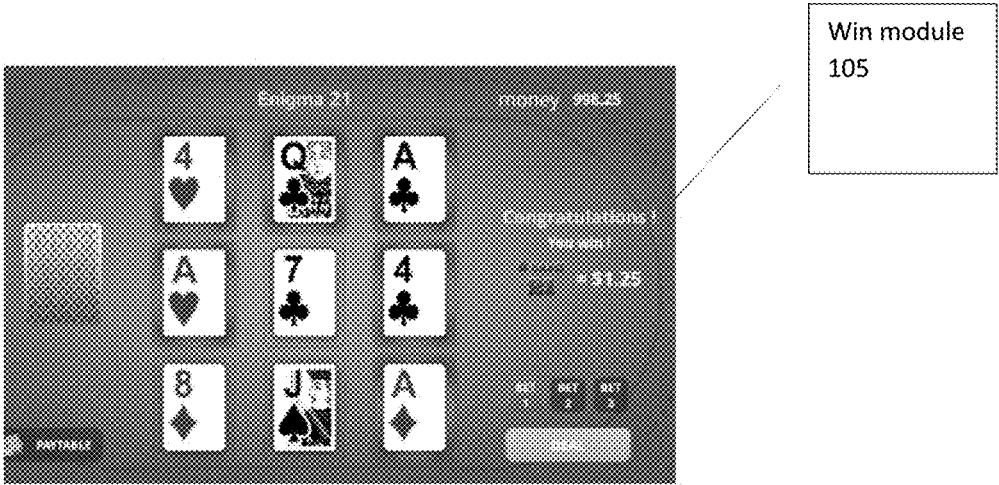 Win module
105
Enigma 21
money 998.25
4
Q
A
Congratulations !
You win!
A
7
4
+$1.25
8
J
A
BET
1
BET
2
BET
3
PAYTABLE